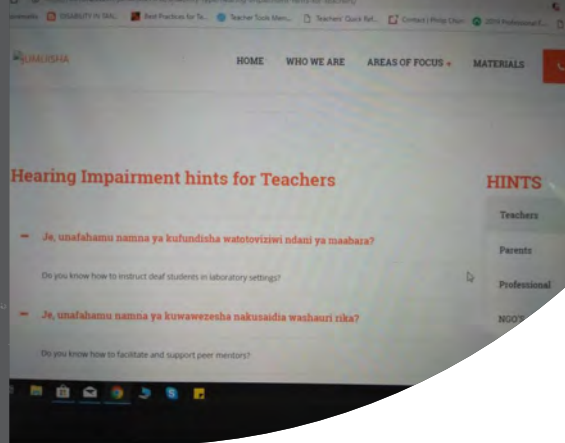 DISABILITY IN TAN...
Best Practices for Te...
Teacher Tools Mem...
Teachers' Quick Ref...
Contact | Philip Chan
2019 Professional E...
JUMUISHA
HOME
WHO WE ARE
AREAS OF FOCUS
MATERIALS
Hearing Impairment hints for Teachers
HINTS
Teachers
– Je, unafahamu namna ya kufundisha watotoviziwi ndani ya maabara?
Parents
Do you know how to instruct deaf students in laboratory settings?
Professional
– Je, unafahamu namna ya kuwawezesha nakusaidia washauri rika?
NGO'S
Do you know how to facilitate and support peer mentors?